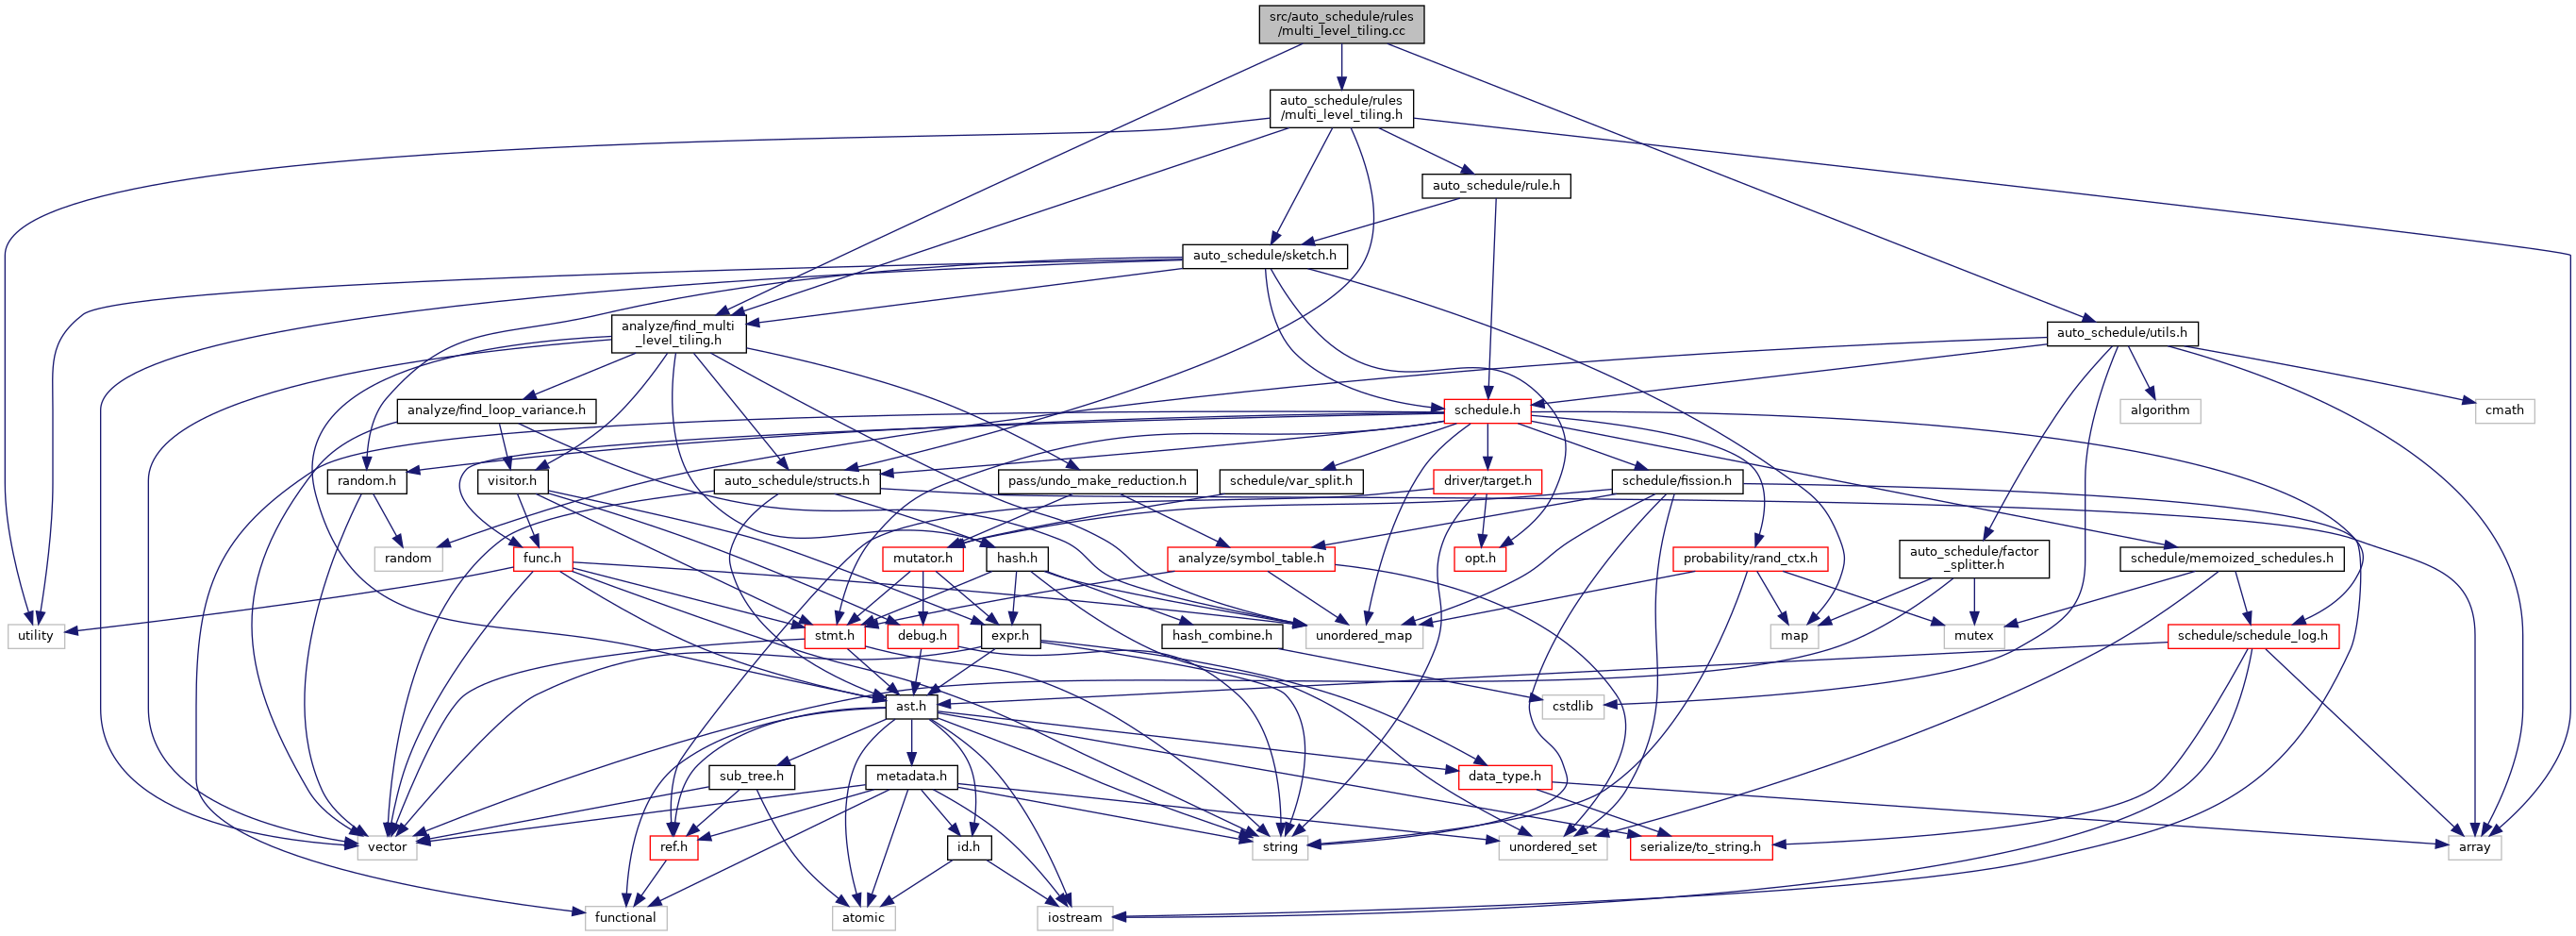 src/auto_schedule/rules
/multi_level_tiling.cc
auto_schedule/rules
/multi_level_tiling.h
auto_schedule/rule.h
auto_schedule/sketch.h
analyze/find_multi
_level_tiling.h
auto_schedule/utils.h
analyze/find_loop_variance.h
schedule.h
algorithm
cmath
random.h
visitor.h
auto_schedule/structs.h
pass/undo_make_reduction.h
schedule/var_split.h
driver/target.h
schedule/fission.h
random
func.h
mutator.h
hash.h
analyze/symbol_table.h
opt.h
probability/rand_ctx.h
auto_schedule/factor
_splitter.h
schedule/memoized_schedules.h
utility
stmt.h
debug.h
expr.h
hash_combine.h
unordered_map
map
mutex
schedule/schedule_log.h
ast.h
cstdlib
sub_tree.h
metadata.h
data_type.h
vector
ref.h
id.h
string
unordered_set
serialize/to_string.h
array
functional
atomic
iostream